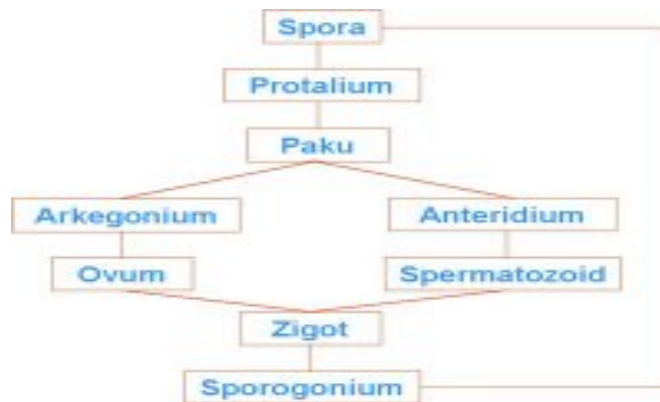 Spora
Protalium
Paku
Arkegonium
Anteridium
Ovum
Spermatozoid
Zigot
Sporogonium